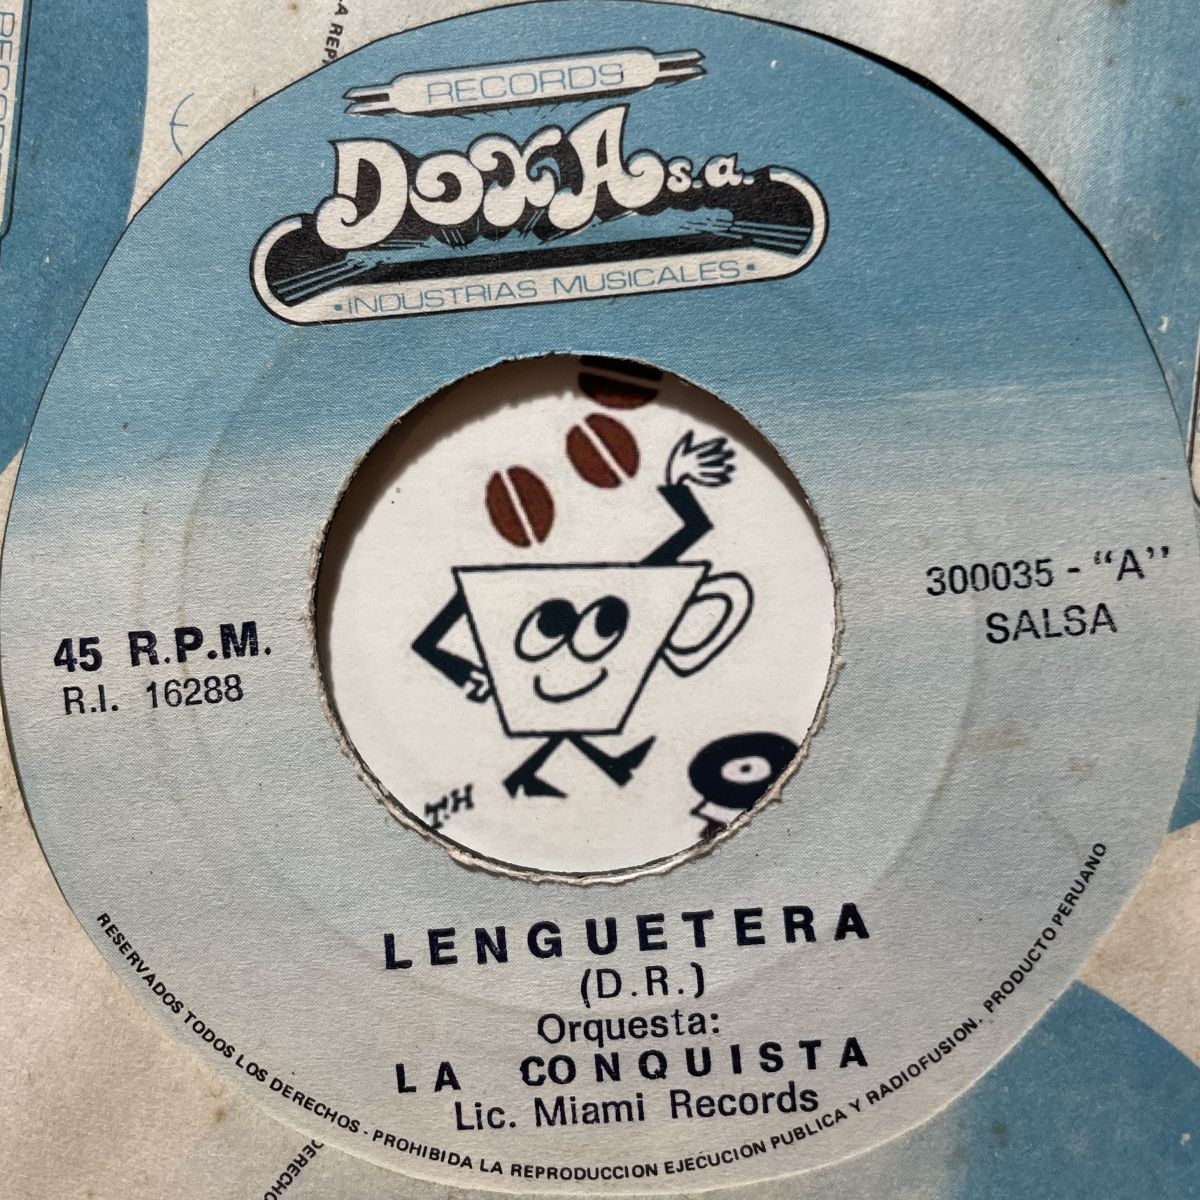 RECORDS
DOXA s.a.
•INDUSTRIAS MUSICALES•
45 R.P.M.
R.I. 16288
300035 - "A"
SALSA
T.H
LENGUETERA
(D.R.)
Orquesta:
LA CONQUISTA
Lic. Miami Records
RESERVADOS TODOS LOS DERECHOS - PROHIBIDA LA REPRODUCCION EJECUCION PUBLICA Y RADIOFUSION. PRODUCTO PERUANO